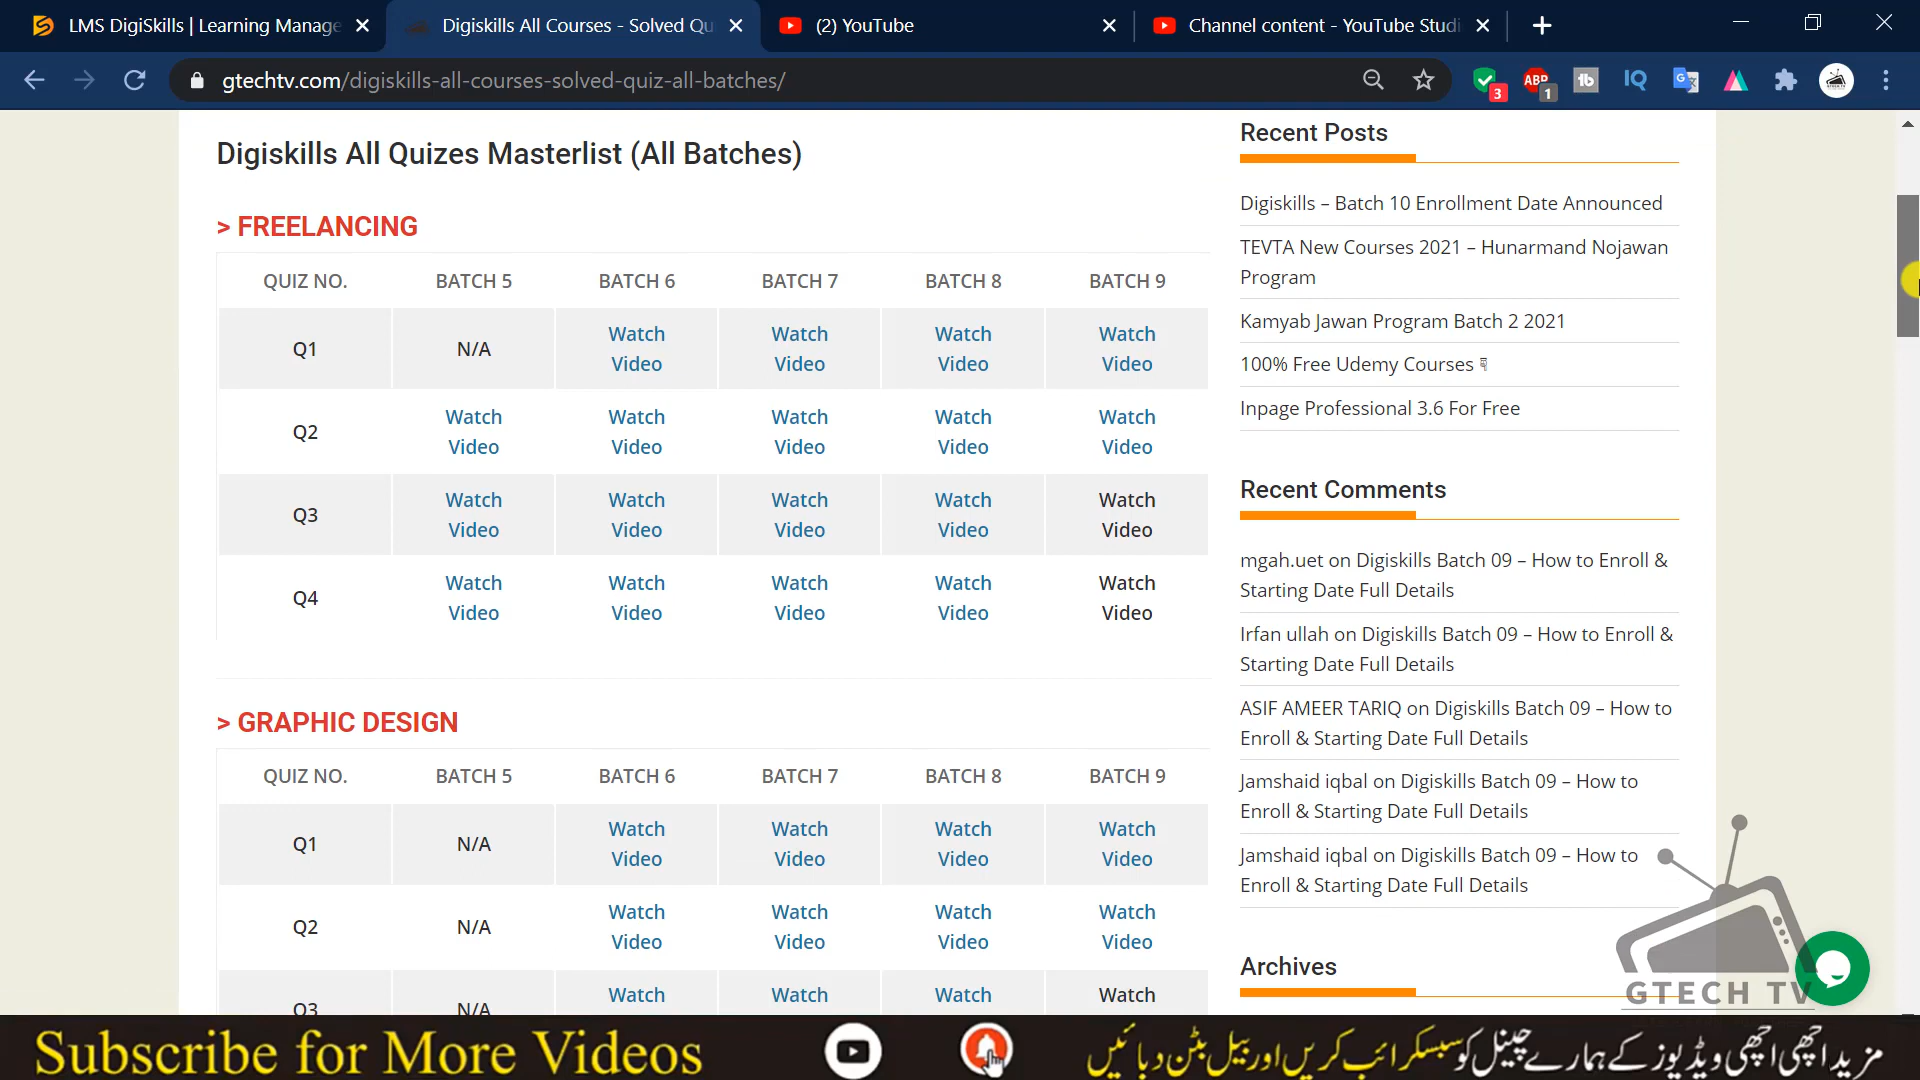 LMS DigiSkills | Learning Manage
Digiskills All Courses - Solved Qu
(2) YouTube
Channel content - YouTube Studi
gtechtv.com/digiskills-all-courses-solved-quiz-all-batches/
3
ABP
1
tb
IQ
Digiskills All Quizes Masterlist (All Batches)
> FREELANCING
QUIZ NO. BATCH 5 BATCH 6 BATCH 7 BATCH 8 BATCH 9
Q1 N/A Watch Video Watch Video Watch Video Watch Video
Q2 Watch Video Watch Video Watch Video Watch Video Watch Video
Q3 Watch Video Watch Video Watch Video Watch Video Watch Video
Q4 Watch Video Watch Video Watch Video Watch Video Watch Video
> GRAPHIC DESIGN
QUIZ NO. BATCH 5 BATCH 6 BATCH 7 BATCH 8 BATCH 9
Q1 N/A Watch Video Watch Video Watch Video Watch Video
Q2 N/A Watch Video Watch Video Watch Video Watch Video
Q3 N/A Watch Watch Watch Watch
Recent Posts
Digiskills – Batch 10 Enrollment Date Announced
TEVTA New Courses 2021 – Hunarmand Nojawan
Program
Kamyab Jawan Program Batch 2 2021
100% Free Udemy Courses
Inpage Professional 3.6 For Free
Recent Comments
mgah.uet on Digiskills Batch 09 – How to Enroll &
Starting Date Full Details
Irfan ullah on Digiskills Batch 09 – How to Enroll &
Starting Date Full Details
ASIF AMEER TARIQ on Digiskills Batch 09 – How to
Enroll & Starting Date Full Details
Jamshaid iqbal on Digiskills Batch 09 – How to
Enroll & Starting Date Full Details
Jamshaid iqbal on Digiskills Batch 09 – How to
Enroll & Starting Date Full Details
Archives
GTECH TV
Subscribe for More Videos
مزید اچھی اچھی ویڈیوز کے ہمارے چینل کو سبسکرائب کریں اور بیل بٹن دبائیں